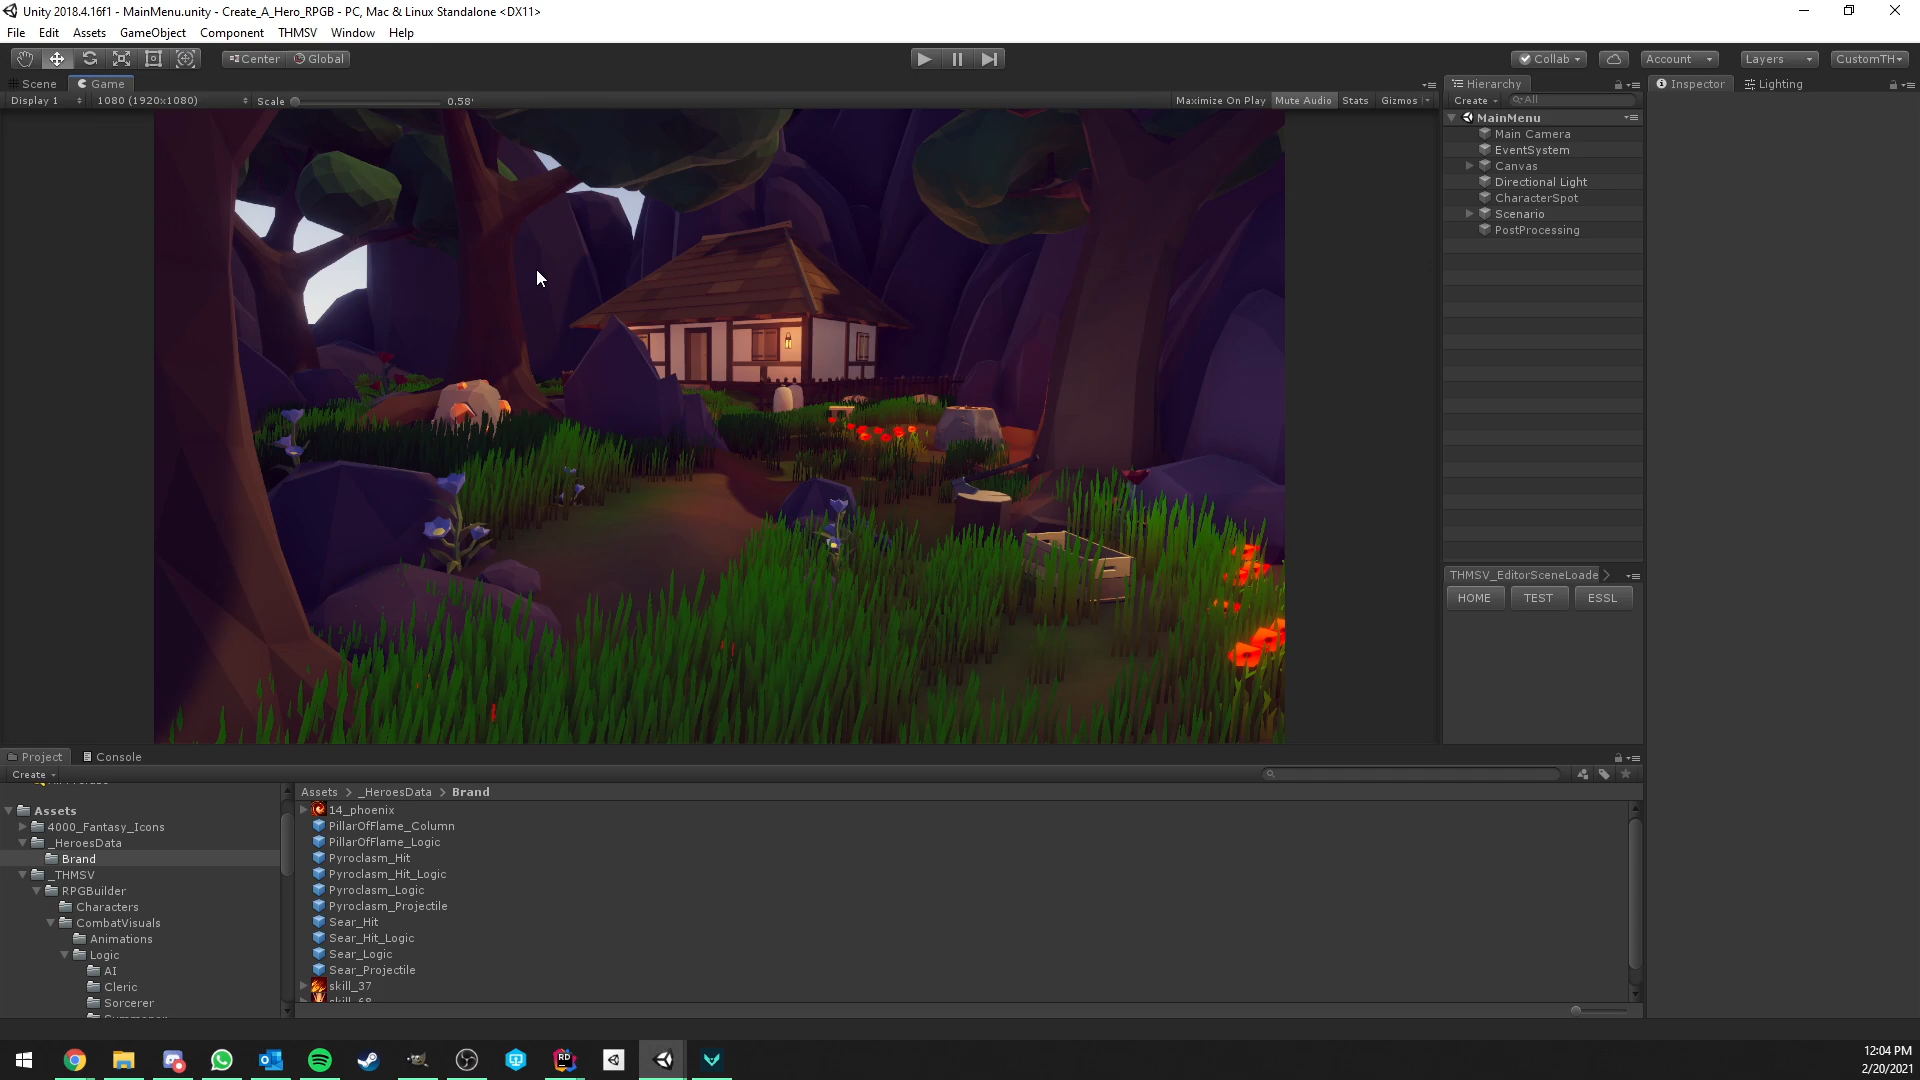 Unity 2018.4.16f1 - MainMenu.unity - Create_A_Hero_RPGB - PC, Mac & Linux Standalone <DX11>
File Edit Assets GameObject Component THMSV Window Help
Center Global Collab Account Layers CustomTH
Scene Game Hierarchy Inspector Lighting
Display 1 1080 (1920x1080) Scale 0.58 Maximize On Play Mute Audio Stats Gizmos Create All
MainMenu
Main Camera
EventSystem
Canvas
Directional Light
CharacterSpot
Scenario
PostProcessing
THMSV_EditorSceneLoade
HOME TEST ESSL
Project Console
Create
Assets > _HeroesData > Brand
Assets
4000_Fantasy_Icons
_HeroesData
Brand
_THMSV
RPGBuilder
Characters
CombatVisuals
Animations
Logic
AI
Cleric
Sorcerer
14_phoenix
PillarOfFlame_Column
PillarOfFlame_Logic
Pyroclasm_Hit
Pyroclasm_Hit_Logic
Pyroclasm_Logic
Pyroclasm_Projectile
Sear_Hit
Sear_Hit_Logic
Sear_Logic
Sear_Projectile
skill_37
RD
12:04 PM
2/20/2021